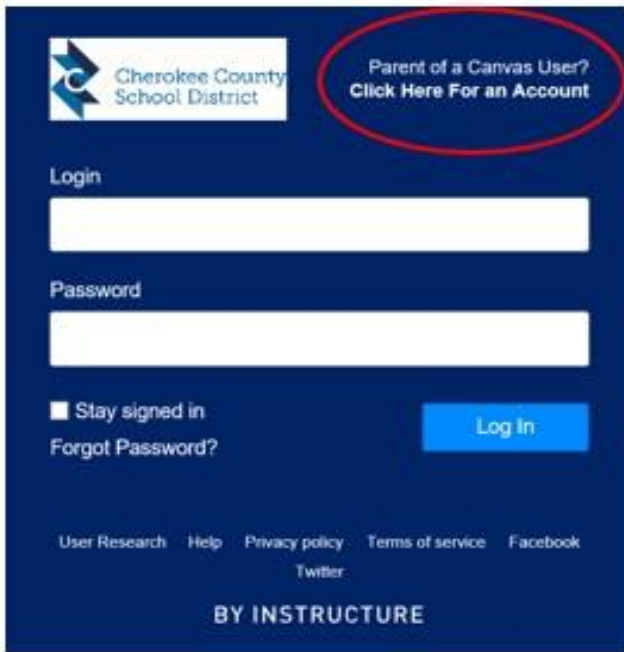 Cherokee County
School District
Parent of a Canvas User?
Click Here For an Account
Login
Password
Stay signed in
Log In
Forgot Password?
User Research Help Privacy policy Terms of service Facebook
Twitter
BY INSTRUCTURE